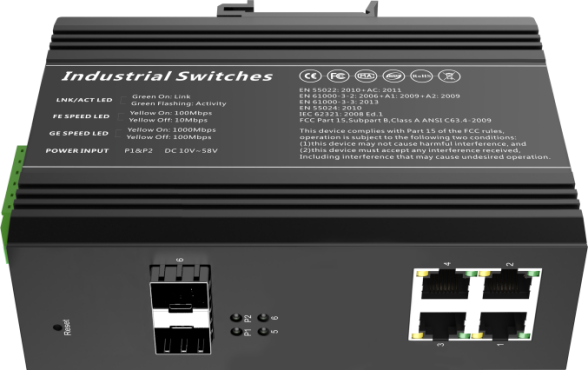 Industrial Switches
LNK/ACT LED
Green On: Link
Green Flashing: Activity
FE SPEED LED
Yellow On: 100Mbps
Yellow Off: 10Mbps
GE SPEED LED
Yellow On: 1000Mbps
Yellow Off: 100Mbps
POWER INPUT P1&P2 DC 10V~58V
CE FC RoHS
EN 55022: 2010+AC: 2011
EN 61000-3-2: 2006+A1: 2009+A2: 2009
EN 61000-3-3: 2013
EN 55024: 2010
IEC 62321: 2008 Ed.1
FCC Part 15,Subpart B,Class A ANSI C63.4-2009
This device complies with Part 15 of the FCC rules,
operation is subject to the following two conditions:
(1)this device may not cause harmful interference, and
(2)this device must accept any interference received,
Including interference that may cause undesired operation.
Reset
6
P1 P2
5 6
4 2
3 1